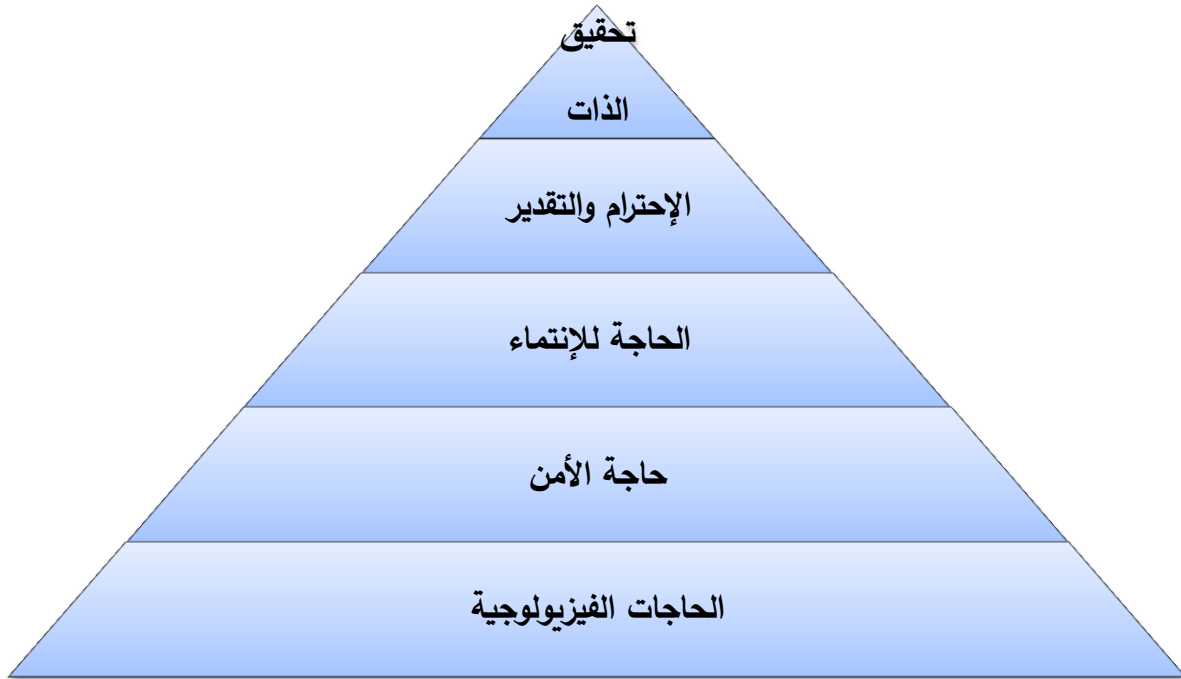 تحقيق
الذات
الإحترام والتقدير
الحاجة للإنتماء
حاجة الأمن
الحاجات الفيزيولوجية